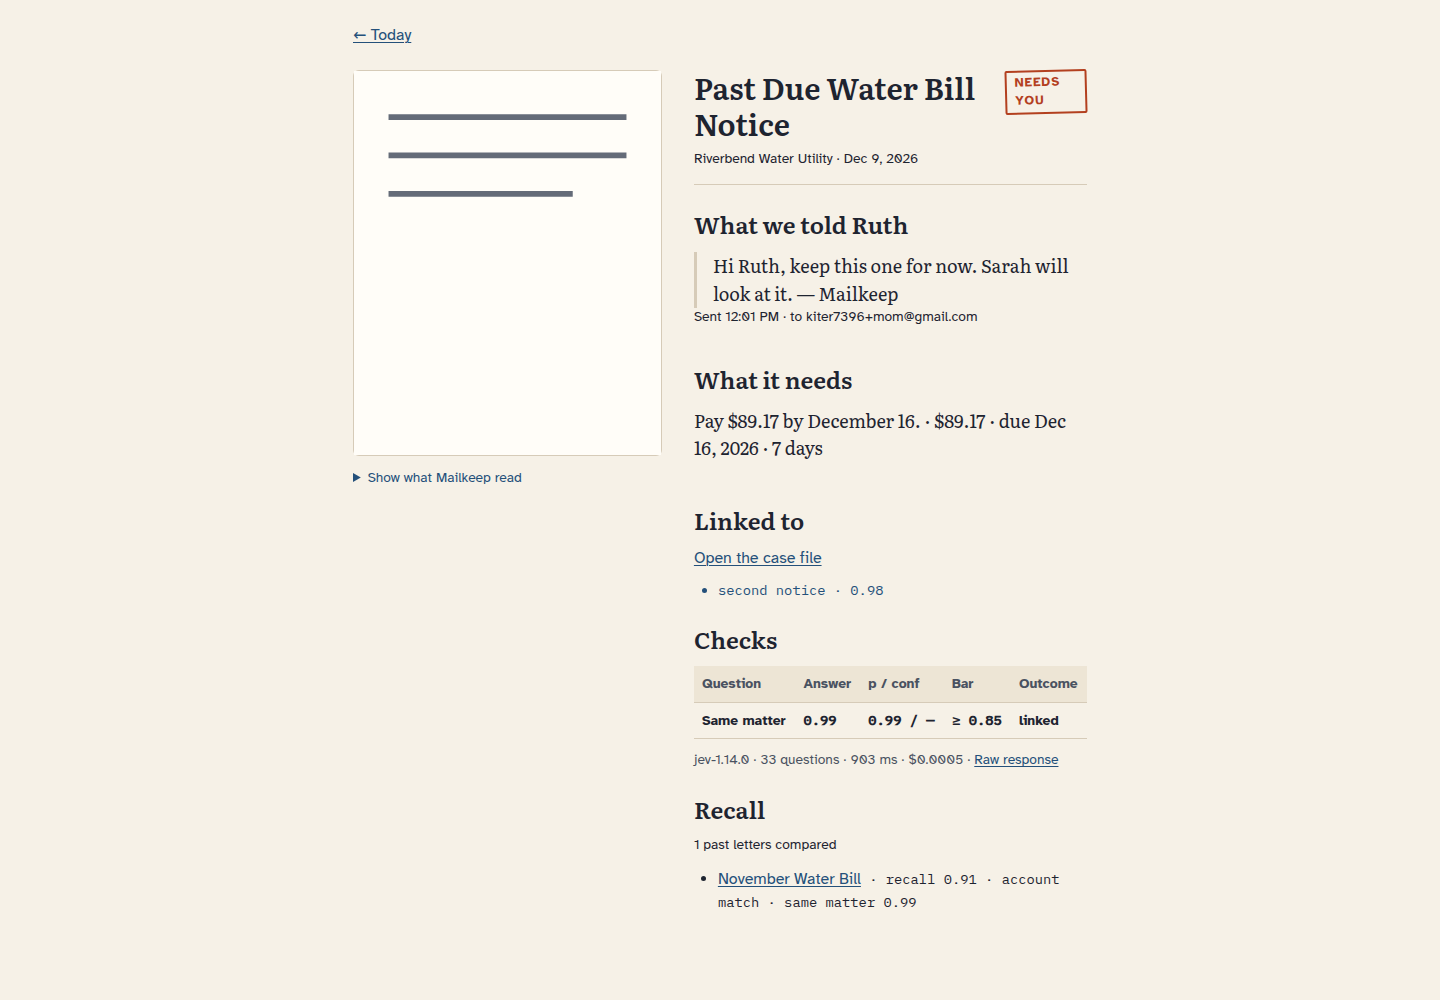 ← Today
Past Due Water Bill
Notice
NEEDS
YOU
Riverbend Water Utility · Dec 9, 2026
What we told Ruth
Hi Ruth, keep this one for now. Sarah will
look at it. — Mailkeep
Sent 12:01 PM · to kiter7396+mom@gmail.com
What it needs
Pay $89.17 by December 16. · $89.17 · due Dec
16, 2026 · 7 days
Show what Mailkeep read
Linked to
Open the case file
second notice · 0.98
Checks
Question Answer p / conf Bar Outcome
Same matter 0.99 0.99 / — ≥ 0.85 linked
jev-1.14.0 · 33 questions · 903 ms · $0.0005 · Raw response
Recall
1 past letters compared
November Water Bill · recall 0.91 · account
match · same matter 0.99